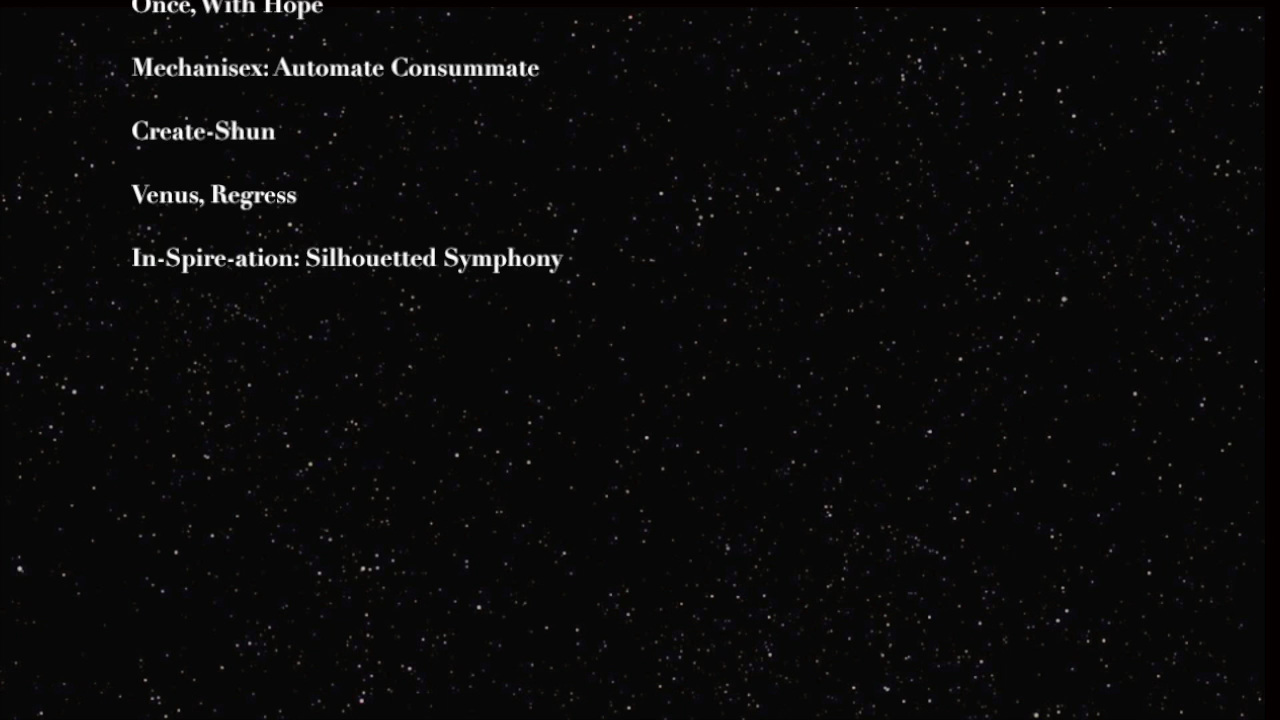 Once, With Hope
Mechanisex: Automate Consummate
Create-Shun
Venus, Regress
In-Spire-ation: Silhouetted Symphony